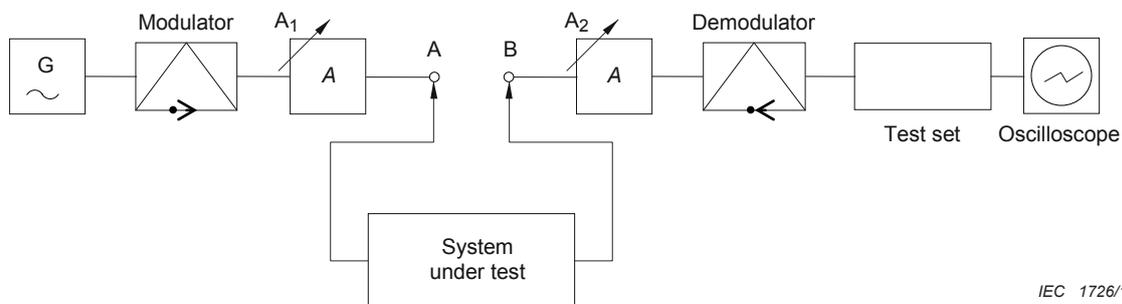 Modulator
A1
A
B
A2
Demodulator
G
A
A
Test set
Oscilloscope
System
under test